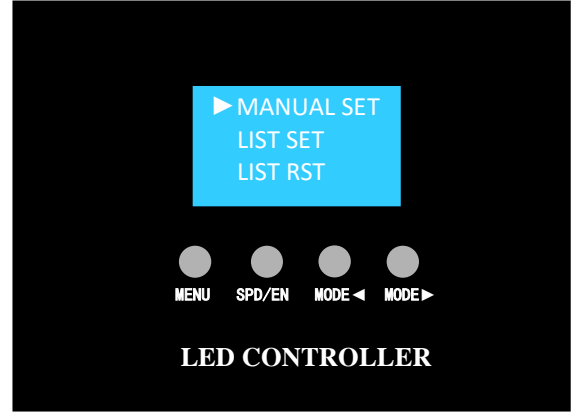 ►MANUAL SET
LIST SET
LIST RST
MENU SPD/EN MODE◄ MODE►
LED CONTROLLER